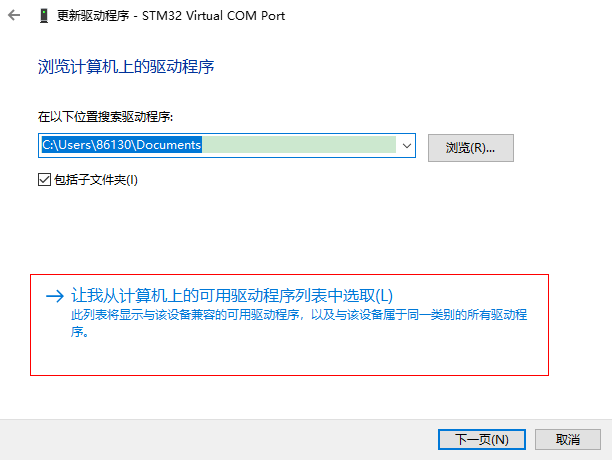 更新驱动程序 - STM32 Virtual COM Port
浏览计算机上的驱动程序
在以下位置搜索驱动程序:
C:\Users\86130\Documents
浏览(R)...
包括子文件夹(I)
让我从计算机上的可用驱动程序列表中选取(L)
此列表将显示与该设备兼容的可用驱动程序，以及与该设备属于同一类别的所有驱动程
序。
下一页(N)
取消